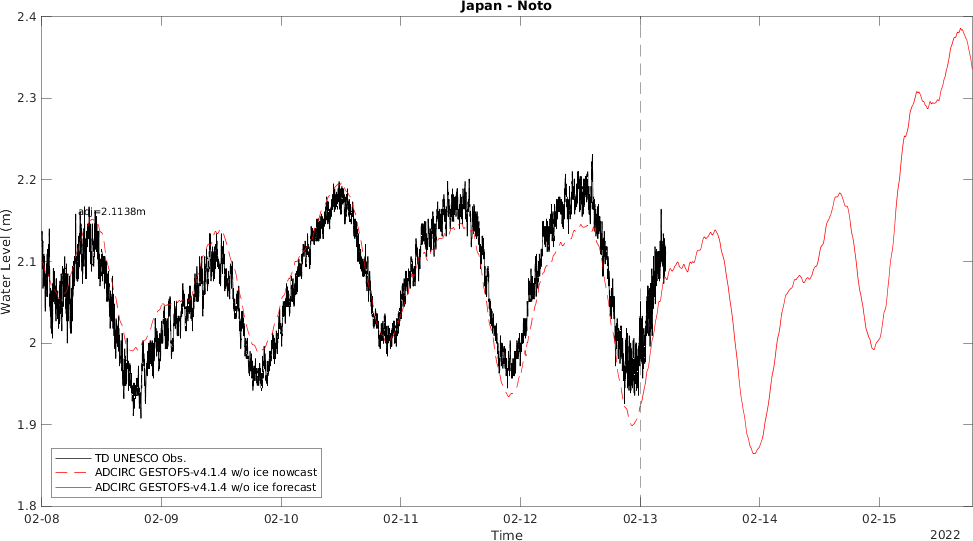 Japan - Noto
2.4
2.3
2.2
2.1
2
1.9
1.8
Water Level (m)
adj=2.1138m
TD UNESCO Obs.
ADCIRC GESTOFS-v4.1.4 w/o ice nowcast
ADCIRC GESTOFS-v4.1.4 w/o ice forecast
02-08 02-09 02-10 02-11 02-12 02-13 02-14 02-15
Time
2022